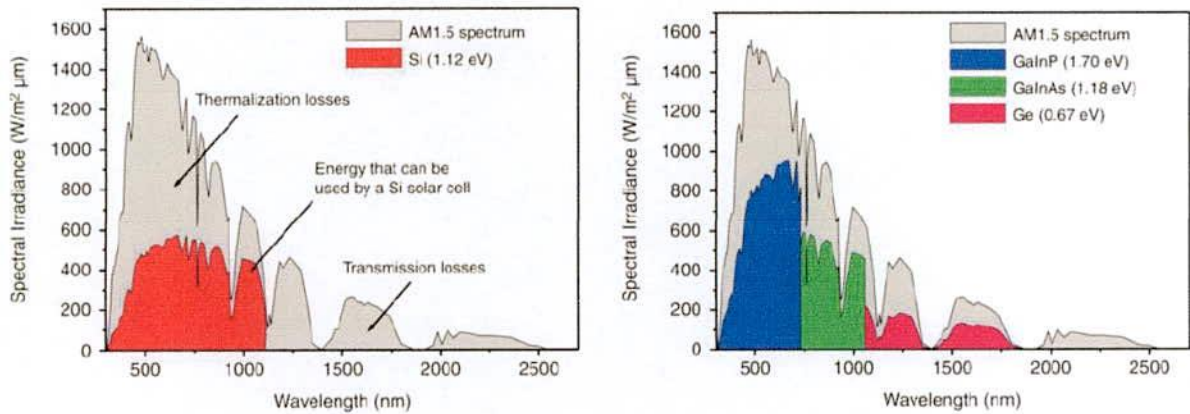 1600
1400
1200
1000
800
600
400
200
0
Spectral Irradiance (W/m² µm)
AM1.5 spectrum
Si (1.12 eV)
Thermalization losses
Energy that can be
used by a Si solar cell
Transmission losses
500
1000
1500
2000
2500
Wavelength (nm)
1600
1400
1200
1000
800
600
400
200
0
Spectral Irradiance (W/m² µm)
AM1.5 spectrum
GaInP (1.70 eV)
GaInAs (1.18 eV)
Ge (0.67 eV)
500
1000
1500
2000
2500
Wavelength (nm)